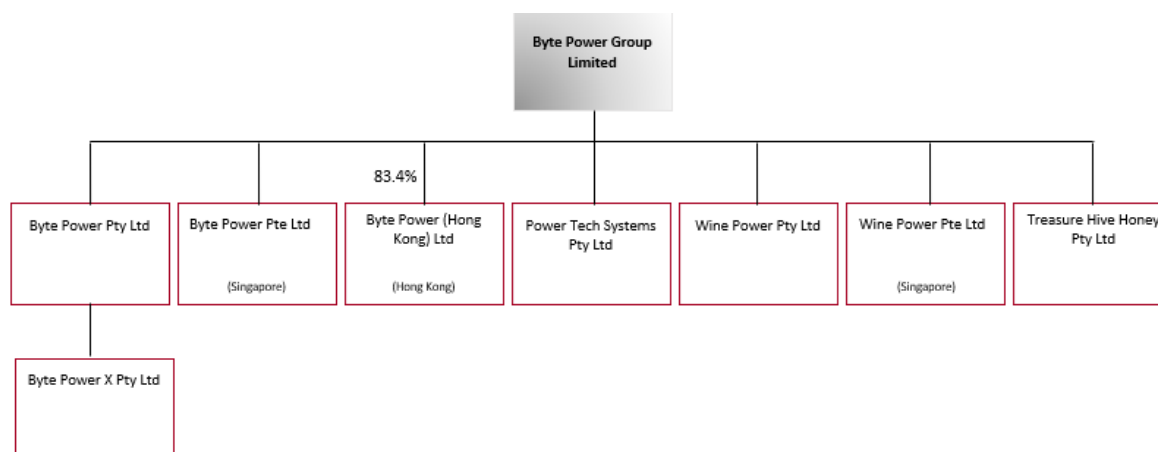 Byte Power Group
Limited
83.4%
Byte Power Pty Ltd
Byte Power Pte Ltd
(Singapore)
Byte Power (Hong
Kong) Ltd
(Hong Kong)
Power Tech Systems
Pty Ltd
Wine Power Pty Ltd
Wine Power Pte Ltd
(Singapore)
Treasure Hive Honey
Pty Ltd
Byte Power X Pty Ltd